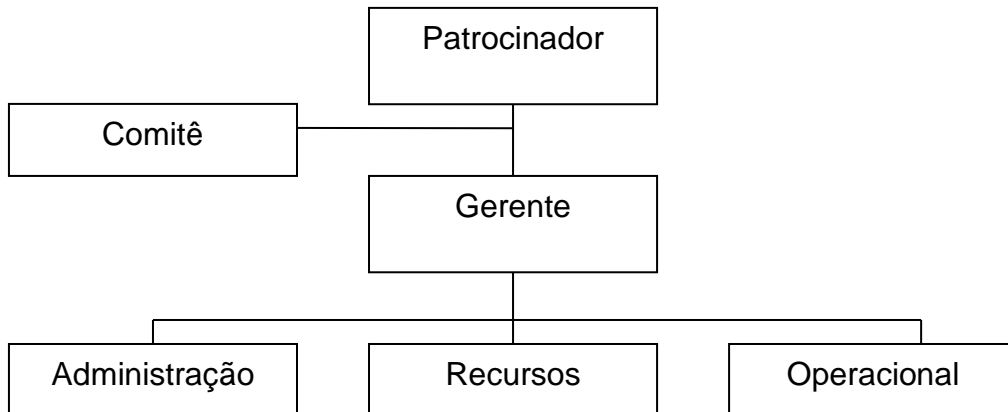 Patrocinador
Comitê
Gerente
Administração
Recursos
Operacional